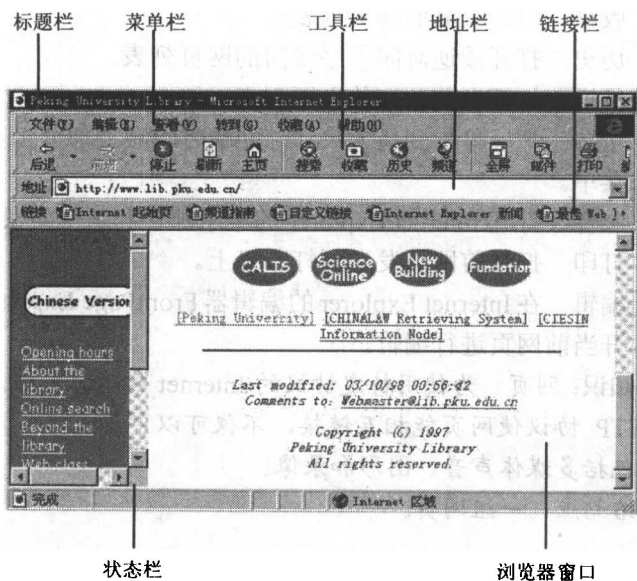 标题栏 菜单栏 工具栏 地址栏 链接栏
Peking University Library - Microsoft Internet Explorer
文件(F) 编辑(E) 查看(V) 转到(G) 收藏(A) 帮助(H)
后退 前进 停止 刷新 主页 搜索 收藏 历史 频道 全屏 邮件 打印
地址 http://www.lib.pku.edu.cn/
链接 Internet 起始页 频道指南 自定义链接 Internet Explorer 新闻 最佳 Web
CALIS Science Online New Building Fundation
Chinese Version
[Peking Univerrity] [CHINALAW Retrieving System] [CIESIN
Information Node]
Opening hours
About the
library
Online search
Beyond the
library
Web class
Last modified: 03/10/98 00:56:42
Comments to: Webmaster@lib.pku.edu.cn
Copyright (C) 1997
Peking University Library
All rights reserved.
完成 Internet 区域
状态栏 浏览器窗口